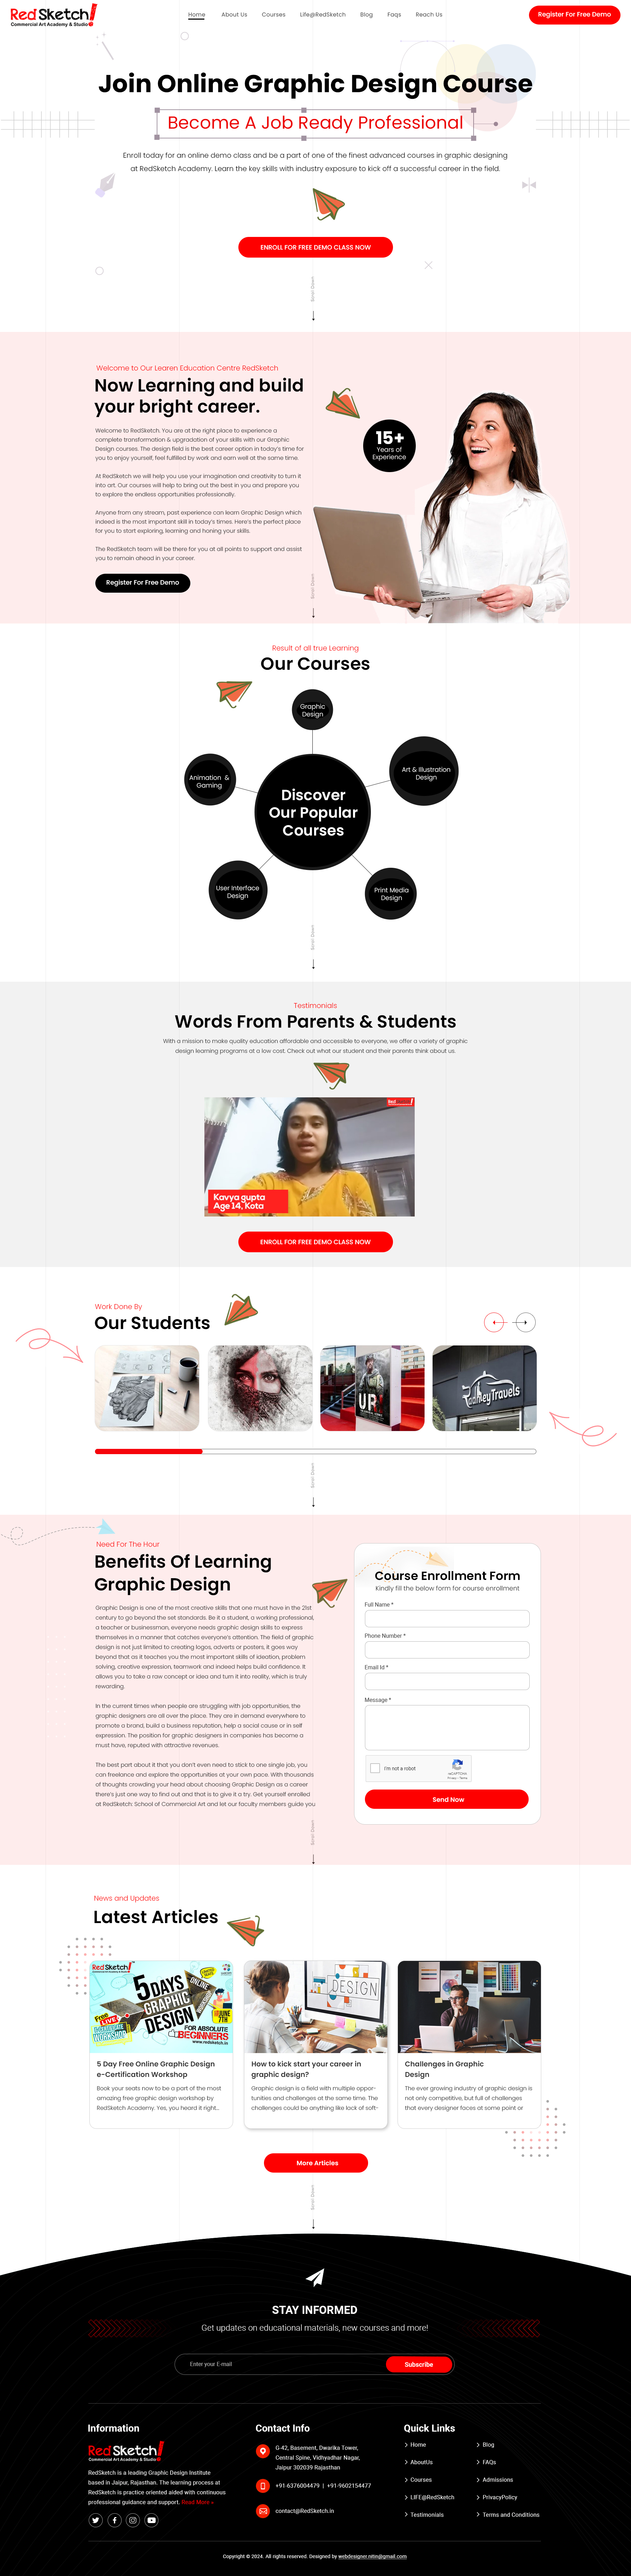 RedSketch!
Commercial Art Academy & Studio
Home
About Us
Courses
Life@RedSketch
Blog
Faqs
Reach Us
Register For Free Demo
Join Online Graphic Design Course
Become A Job Ready Professional
Enroll today for an online demo class and be a part of one of the finest advanced courses in graphic designing
at RedSketch Academy. Learn the key skills with industry exposure to kick off a successful career in the field.
ENROLL FOR FREE DEMO CLASS NOW
Scroll Down
Welcome to Our Learen Education Centre RedSketch
Now Learning and build
your bright career.
Welcome to RedSketch. You are at the right place to experience a
complete transformation & upgradation of your skills with our Graphic
Design courses. The design field is the best career option in today's time for
you to enjoy yourself, feel fulfilled by work and earn well at the same time.
At RedSketch we will help you use your imagination and creativity to turn it
into art. Our courses will help to bring out the best in you and prepare you
to explore the endless opportunities professionally.
Anyone from any stream, past experience can learn Graphic Design which
indeed is the most important skill in today's times. Here's the perfect place
for you to start exploring, learning and honing your skills.
The RedSketch team will be there for you at all points to support and assist
you to remain ahead in your career.
Register For Free Demo
15+
Years of
Experience
Scroll Down
Result of all true Learning
Our Courses
Graphic
Design
Art & Illustration
Design
Animation &
Gaming
Discover
Our Popular
Courses
User Interface
Design
Print Media
Design
Scroll Down
Testimonials
Words From Parents & Students
With a mission to make quality education affordable and accessible to everyone, we offer a variety of graphic
design learning programs at a low cost. Check out what our student and their parents think about us.
Red
Kavya gupta
Age 14, Kota
ENROLL FOR FREE DEMO CLASS NOW
Work Done By
Our Students
URI
JourneyTravels
Scroll Down
Need For The Hour
Benefits Of Learning
Graphic Design
Graphic Design is one of the most creative skills that one must have in the 21st
century to go beyond the set standards. Be it a student, a working professional,
a teacher or businessman, everyone needs graphic design skills to express
themselves in a manner that catches everyone's attention. The field of graphic
design is not just limited to creating logos, adverts or posters, it goes way
beyond that as it teaches you the most important skills of ideation, problem
solving, creative expression, teamwork and indeed helps build confidence. It
allows you to take a raw concept or idea and turn it into reality, which is truly
rewarding.
In the current times when people are struggling with job opportunities, the
graphic designers are all over the place. They are in demand everywhere to
promote a brand, build a business reputation, help a social cause or in self
expression. The position for graphic designers in companies has become a
must have, reputed with attractive revenues.
The best part about it that you don't even need to stick to one single job, you
can freelance and explore the opportunities at your own pace. With thousands
of thoughts crowding your head about choosing Graphic Design as a career
there's just one way to find out and that is to give it a try. Get yourself enrolled
at RedSketch: School of Commercial Art and let our faculty members guide you
Course Enrollment Form
Kindly fill the below form for course enrollment
Full Name *
Phone Number *
Email Id *
Message *
I'm not a robot
reCAPTCHA
Privacy - Terms
Send Now
Scroll Down
News and Updates
Latest Articles
RedSketch!
5 DAYS
GRAPHIC
DESIGN
Free
LIVE
e-CERTIFICATE
WORKSHOP
JUNE
7TH
FOR ABSOLUTE
BEGINNERS
www.redsketch.in
DESIGN
5 Day Free Online Graphic Design
e-Certification Workshop
Book your seats now to be a part of the most
amazing free graphic design workshop by
RedSketch Academy. Yes, you heard it right...
How to kick start your career in
graphic design?
Graphic design is a field with multiple oppor-
tunities and challenges at the same time. The
challenges could be anything like lack of soft-
Challenges in Graphic
Design
The ever growing industry of graphic design is
not only competitive, but full of challenges
that every designer faces at some point or
More Articles
Scroll Down
STAY INFORMED
Get updates on educational materials, new courses and more!
Enter your E-mail
Subscribe
Information
RedSketch!
Commercial Art Academy & Studio
RedSketch is a leading Graphic Design Institute
based in Jaipur, Rajasthan. The learning process at
RedSketch is practice oriented aided with continuous
professional guidance and support. Read More »
Contact Info
G-42, Basement, Dwarika Tower,
Central Spine, Vidhyadhar Nagar,
Jaipur 302039 Rajasthan
+91-6376004479 | +91-9602154477
contact@RedSketch.in
Quick Links
Home
AboutUs
Courses
LIFE@RedSketch
Testimonials
Blog
FAQs
Admissions
PrivacyPolicy
Terms and Conditions
Copyright © 2024. All rights reserved. Designed by webdesigner.nitn@gmail.com